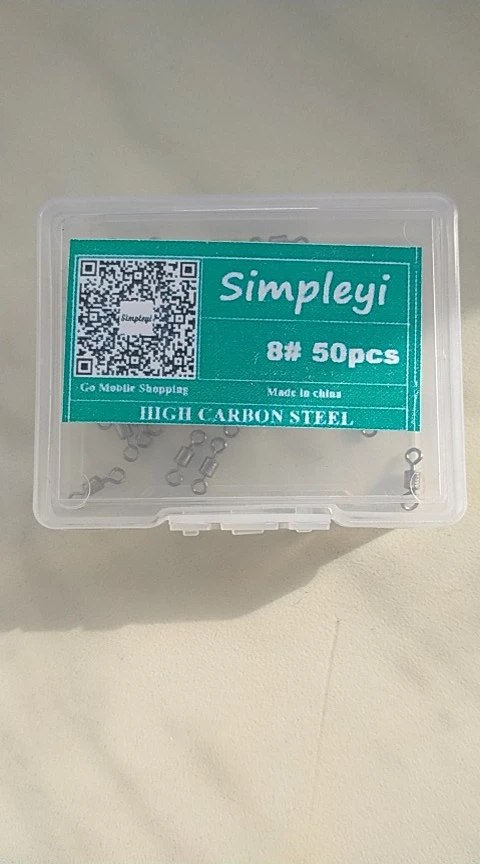 Simpleyi
Simpleyi
8# 50pcs
Go Mobile Shopping
Made in china
HIGH CARBON STEEL